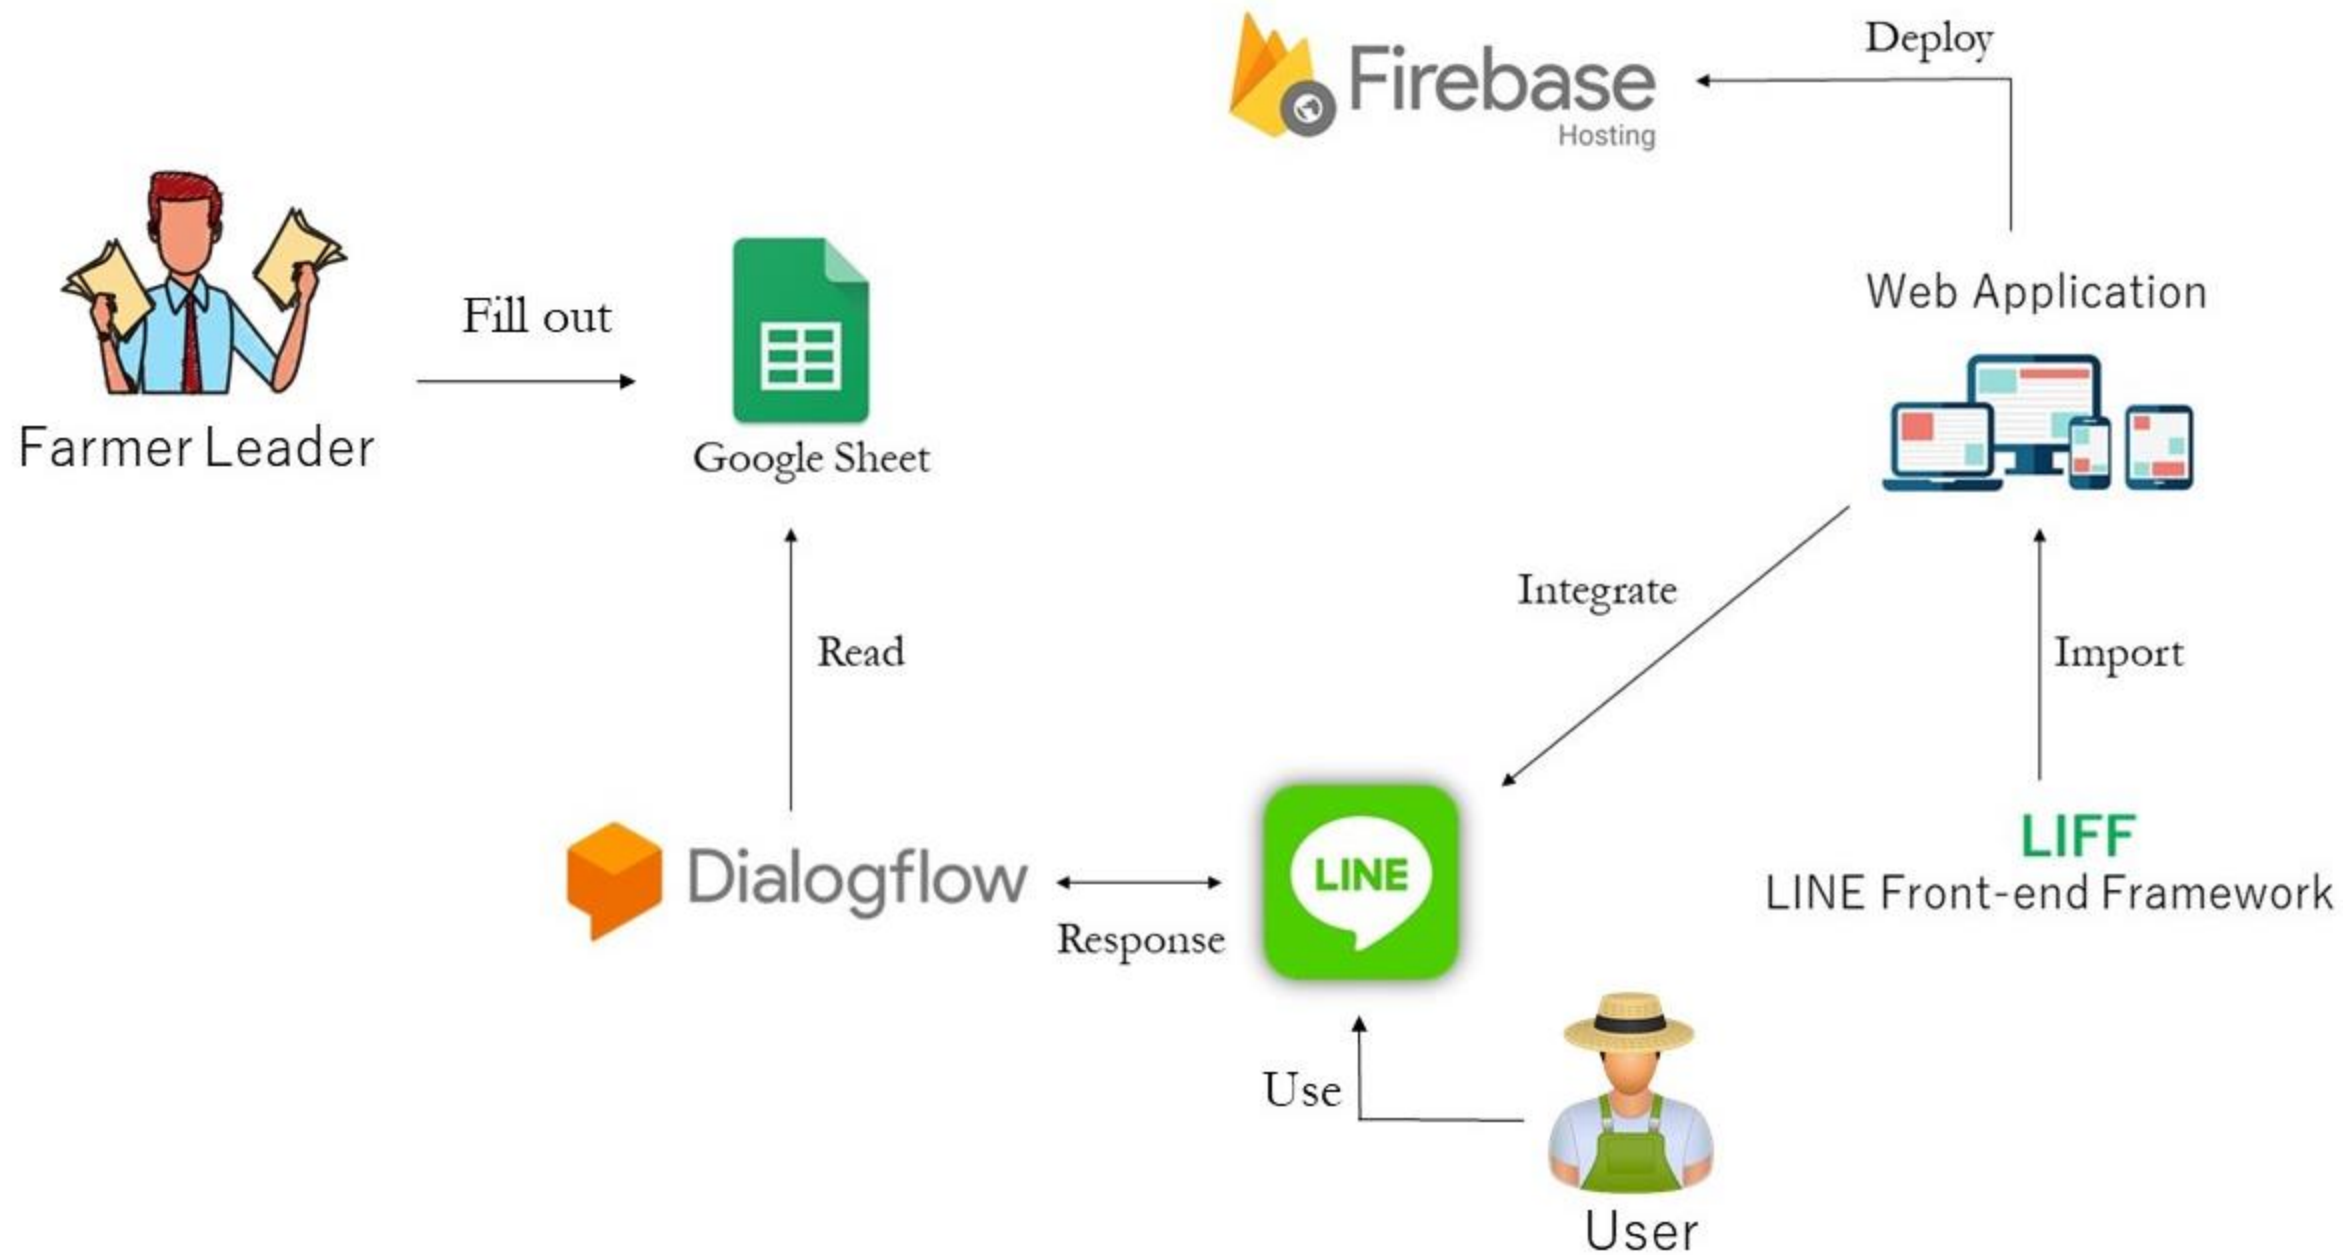 Firebase
Hosting
Deploy
Web Application
Fill out
Farmer Leader
Google Sheet
Integrate
Read
Import
LIFF
LINE Front-end Framework
Dialogflow
Response
LINE
Use
User